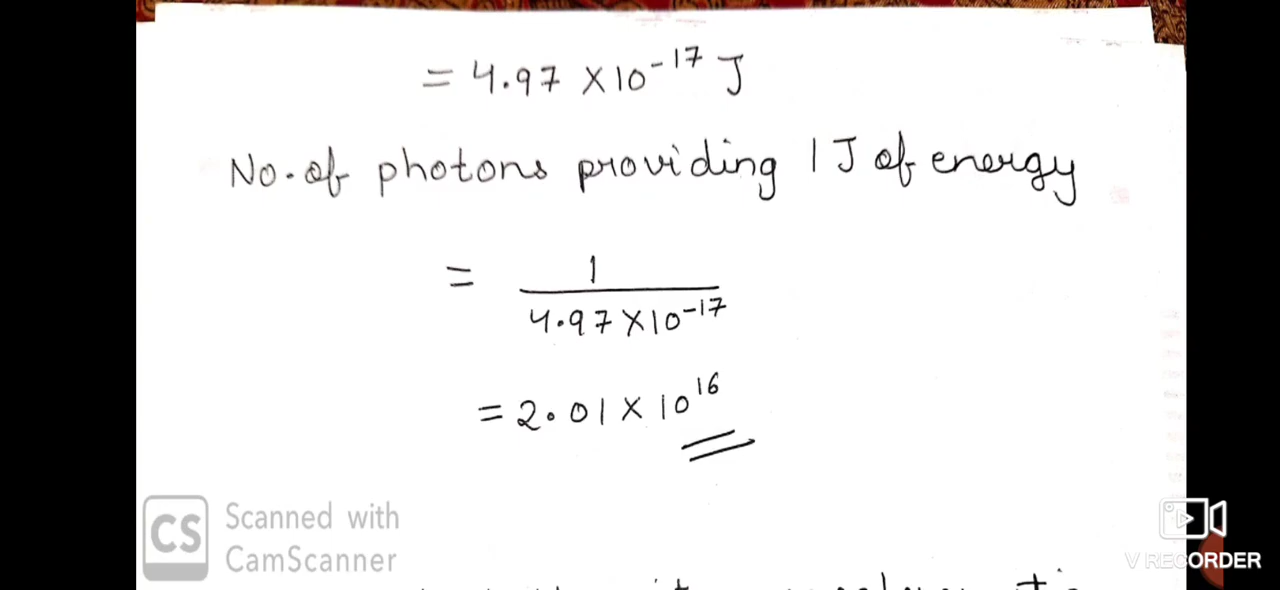 = 4.97 ×10⁻¹⁷ J
No. of photons providing 1 J of energy
= 1
4.97 ×10⁻¹⁷
= 2.01 × 10¹⁶
CS Scanned with
CamScanner
V RECORDER